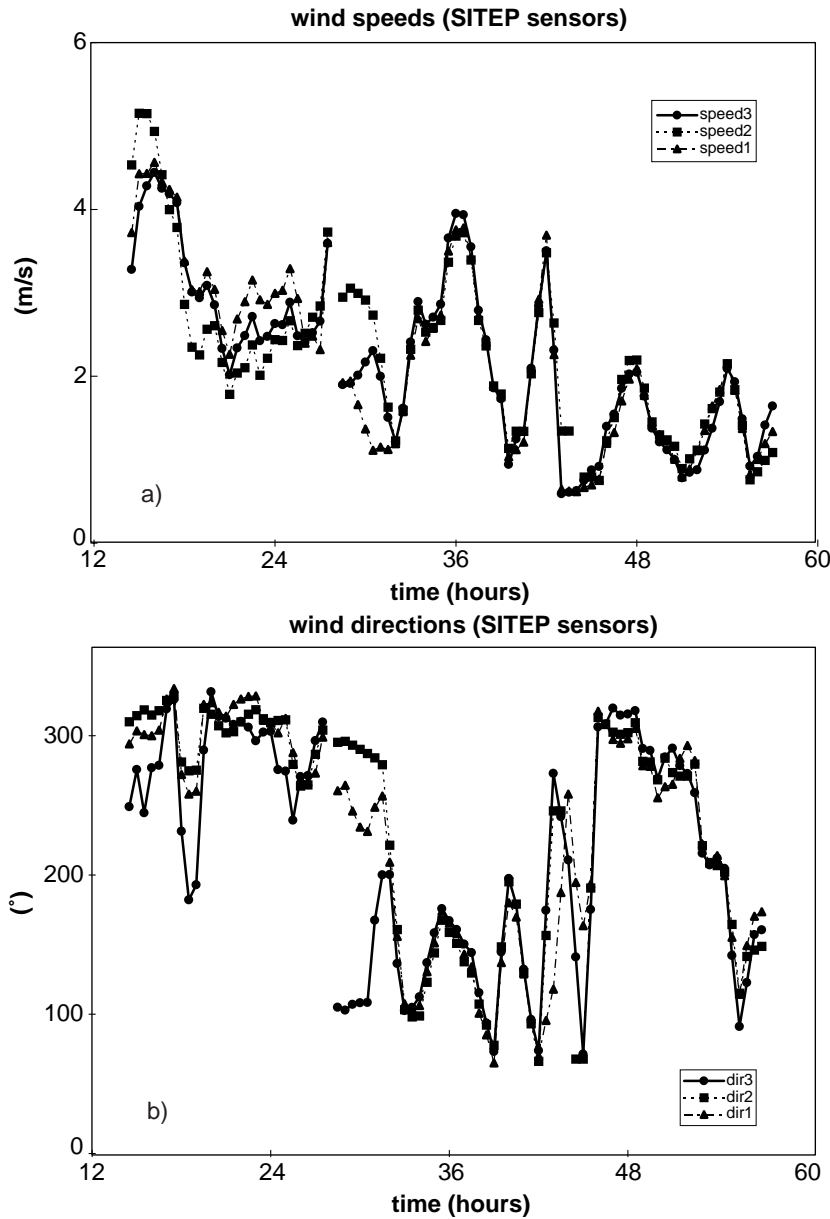 wind speeds (SITEP sensors)
6
4
2
0
(m/s)
speed3
speed2
speed1
a)
12 24 36 48 60
time (hours)
wind directions (SITEP sensors)
300
200
100
0
(°)
dir3
dir2
dir1
b)
12 24 36 48 60
time (hours)